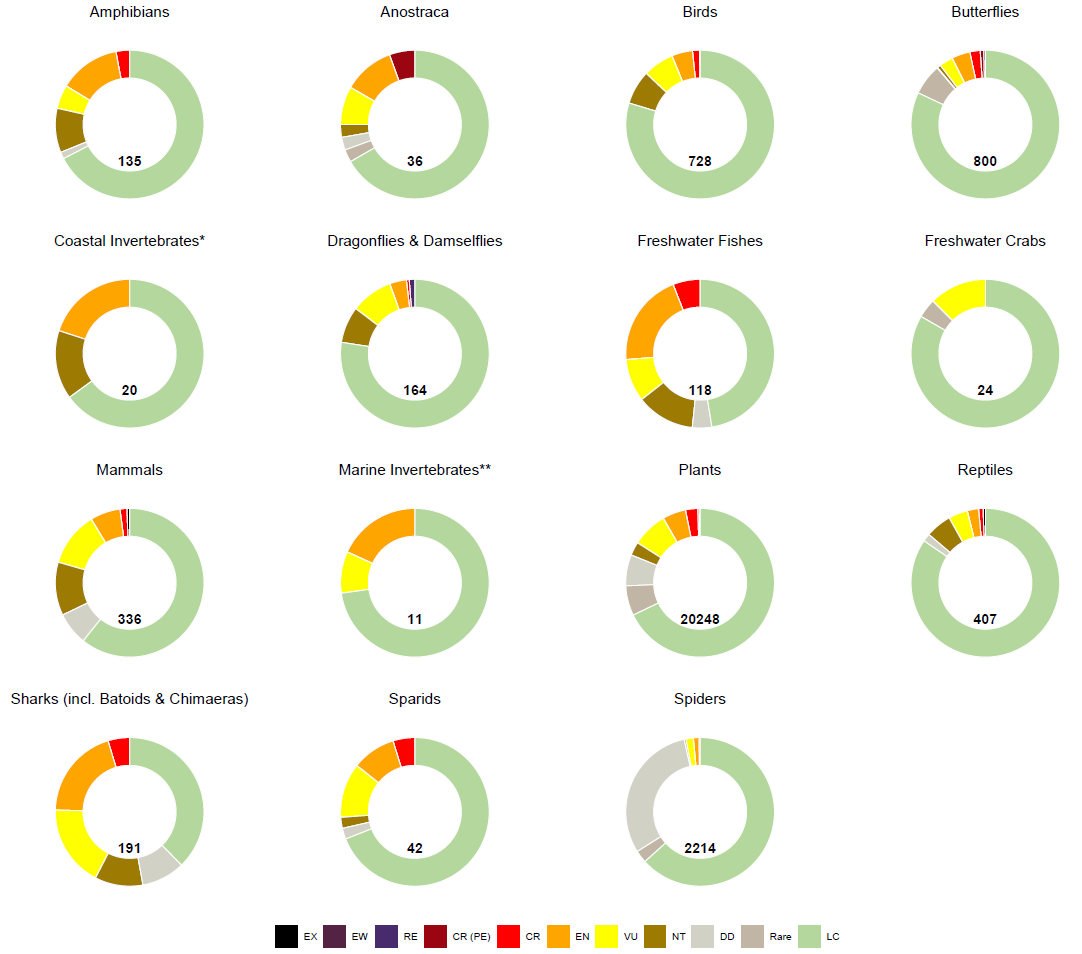 Amphibians
Anostraca
Birds
Butterflies
135
36
728
800
Coastal Invertebrates*
Dragonflies & Damselflies
Freshwater Fishes
Freshwater Crabs
20
164
118
24
Mammals
Marine Invertebrates**
Plants
Reptiles
336
11
20248
407
Sharks (incl. Batoids & Chimaeras)
Sparids
Spiders
191
42
2214
EX EW RE CR (PE) CR EN VU NT DD Rare LC